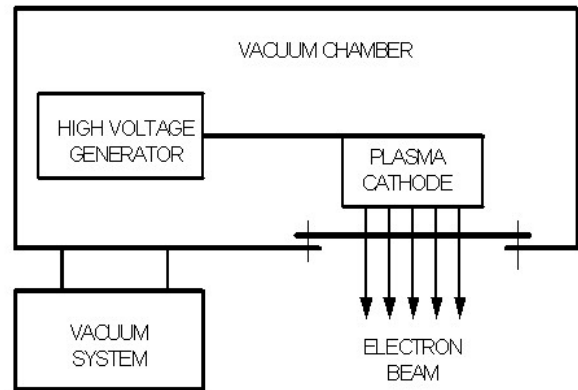 VACUUM CHAMBER
HIGH VOLTAGE
GENERATOR
PLASMA
CATHODE
VACUUM
SYSTEM
ELECTRON
BEAM